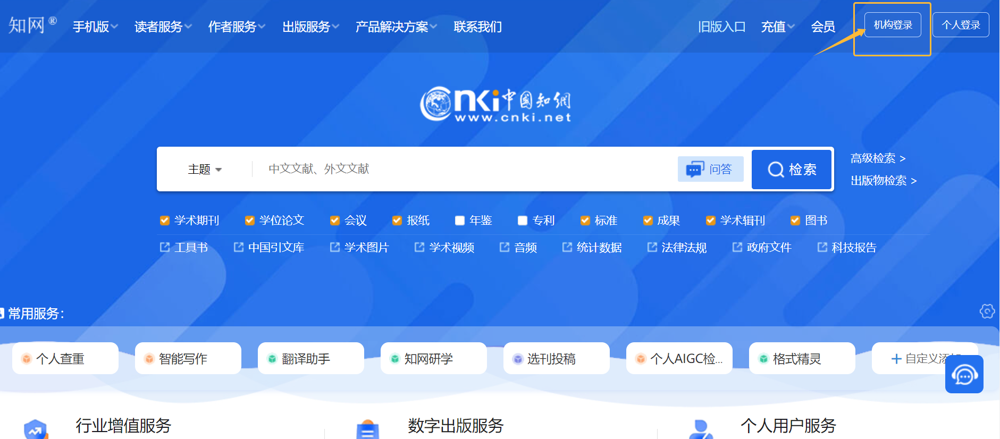 知网® 手机版 读者服务 作者服务 出版服务 产品解决方案 联系我们 旧版入口 充值 会员 机构登录 个人登录
cnki中国知網
www.cnki.net
主题 中文文献、外文文献 问答 检索
高级检索 >
出版物检索 >
学术期刊 学位论文 会议 报纸 年鉴 专利 标准 成果 学术辑刊 图书
工具书 中国引文库 学术图片 学术视频 音频 统计数据 法律法规 政府文件 科技报告
常用服务：
个人查重 智能写作 翻译助手 知网研学 选刊投稿 个人AIGC检... 格式精灵 + 自定义添
行业增值服务 数字出版服务 个人用户服务